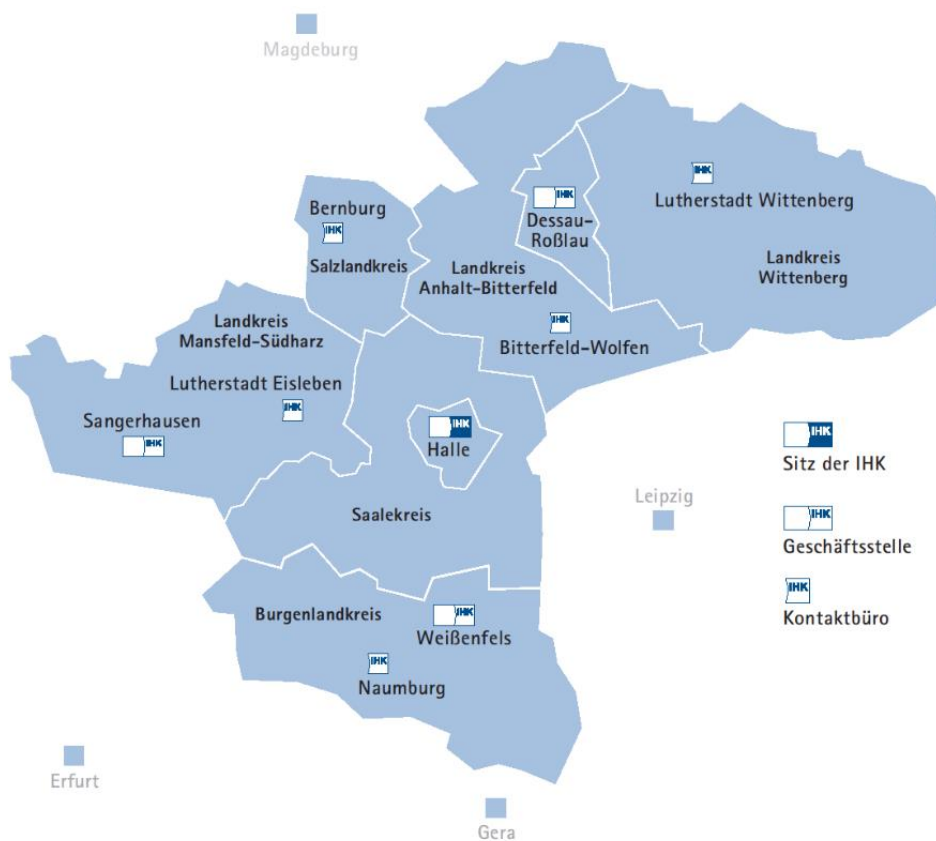 Magdeburg
IHK
Lutherstadt Wittenberg
IHK
Dessau-
Roßlau
Bernburg
IHK
Salzlandkreis
Landkreis
Wittenberg
Landkreis
Anhalt-Bitterfeld
IHK
Bitterfeld-Wolfen
Landkreis
Mansfeld-Südharz
Lutherstadt Eisleben
IHK
Sangerhausen
IHK
IHK
Halle
IHK
Sitz der IHK
Saalekreis
Leipzig
IHK
Geschäftsstelle
IHK
Kontaktbüro
Burgenlandkreis
IHK
Weißenfels
IHK
Naumburg
Erfurt
Gera